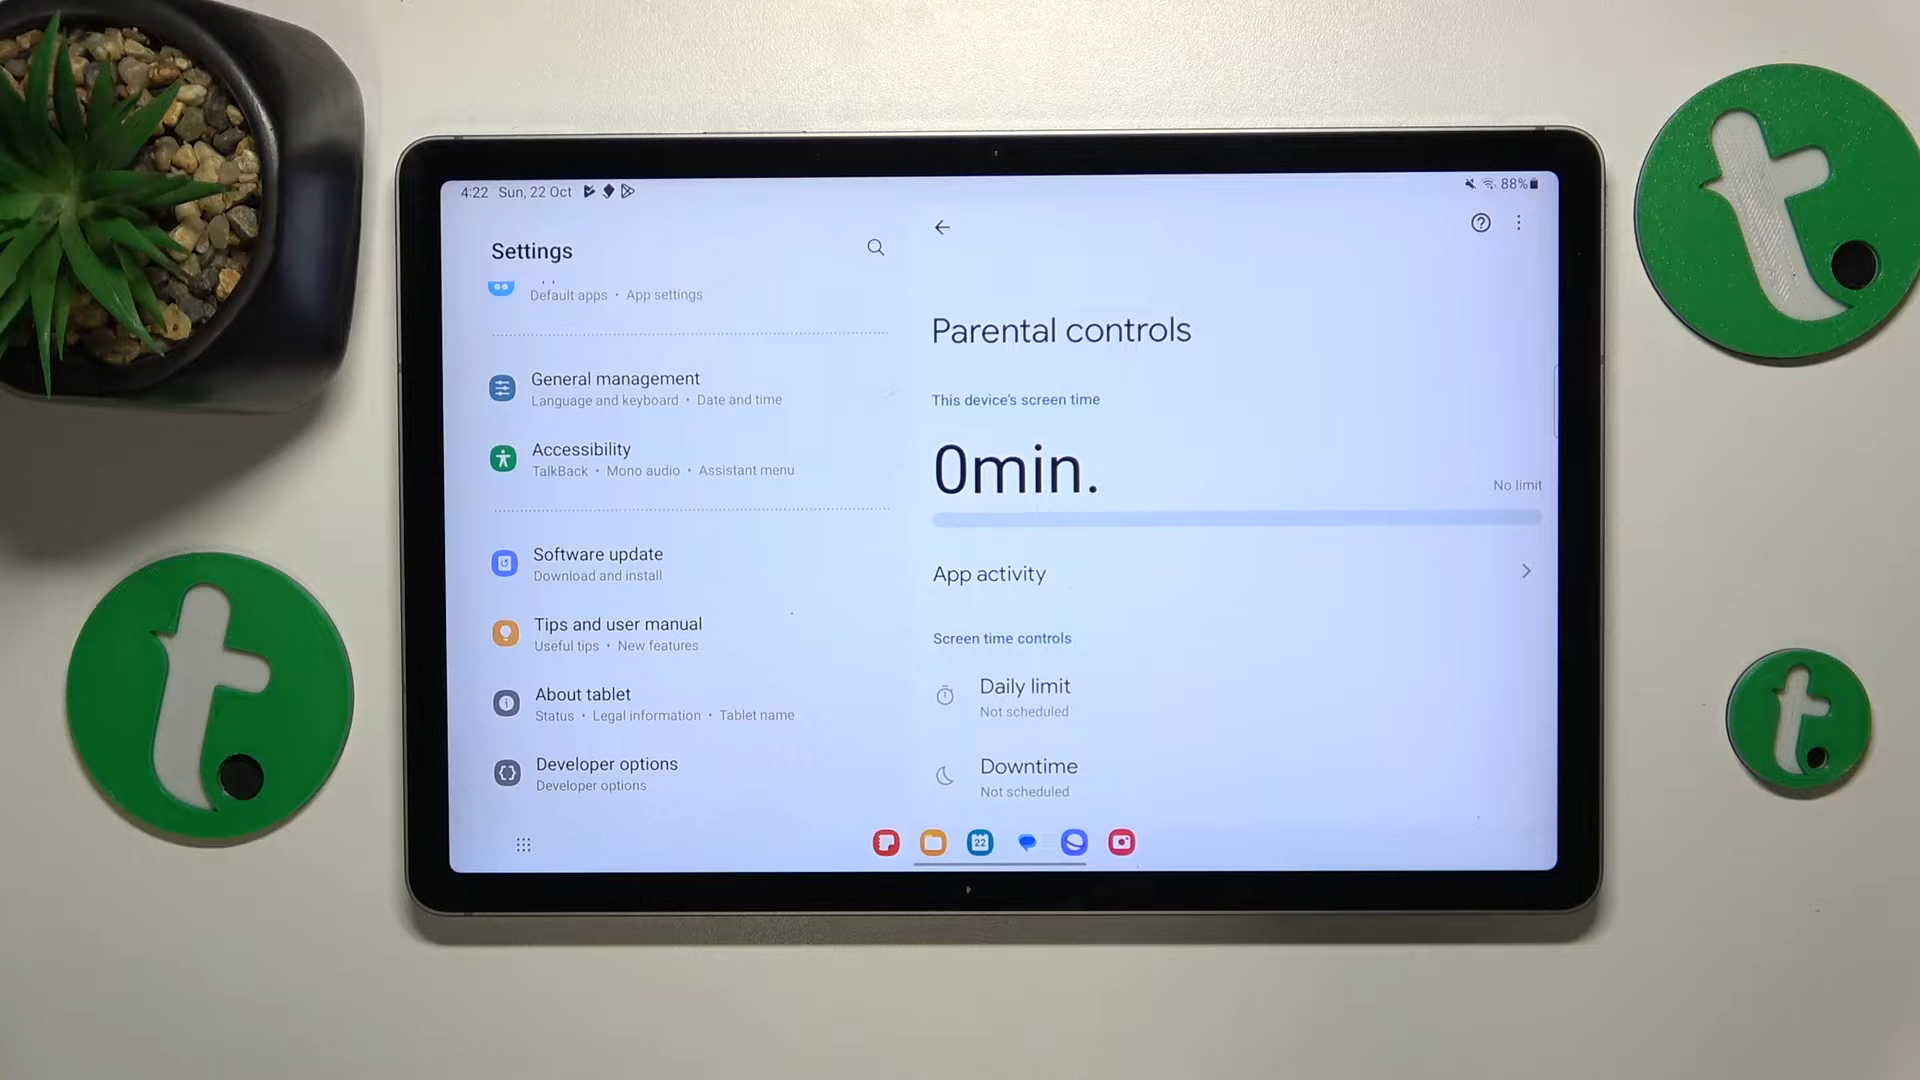 4:22 Sun, 22 Oct
88%
Settings
Default apps • App settings
General management
Language and keyboard • Date and time
Accessibility
TalkBack • Mono audio • Assistant menu
Software update
Download and install
Tips and user manual
Useful tips • New features
About tablet
Status • Legal information • Tablet name
Developer options
Developer options
Parental controls
This device's screen time
0min.
No limit
App activity
Screen time controls
Daily limit
Not scheduled
Downtime
Not scheduled
22
t.
t.
t.